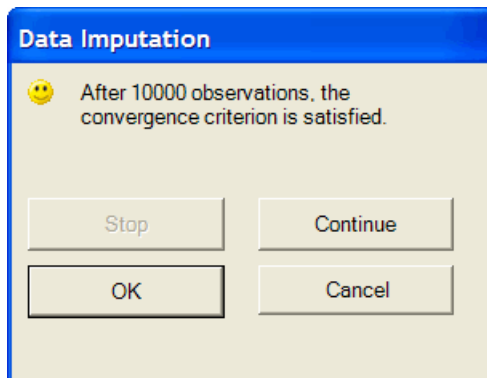 Data Imputation
After 10000 observations, the
convergence criterion is satisfied.
Stop
Continue
OK
Cancel